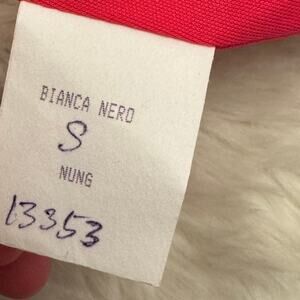 BIANCA NERO
S
NUNG
13353